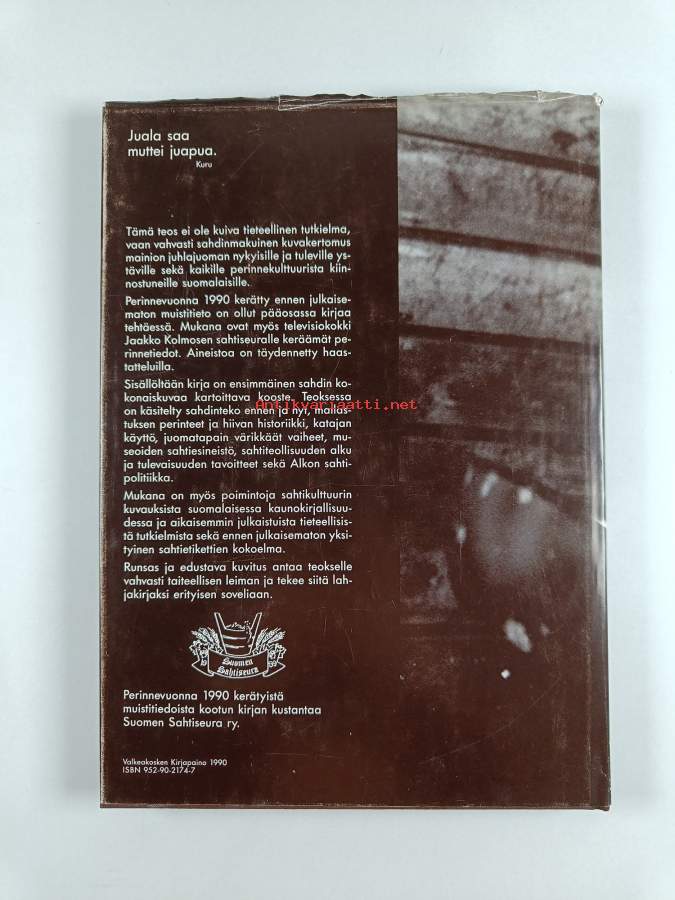 Juala saa
muttei juapua.
Kuru
Tämä teos ei ole kuiva tieteellinen tutkielma,
vaan vahvasti sahdinmakuinen kuvakertomus
mainion juhlajuoman nykyisille ja tuleville ys-
täville sekä kaikille perinnekulttuurista kiin-
nostuneille suomalaisille.
Perinnevuonna 1990 kerätty ennen julkaise-
maton muistitieto on ollut pääosassa kirjaa
tehtäessä. Mukana ovat myös televisiokokki
Jaakko Kolmosen sahtiseuralle keräämät pe-
rinnetiedot. Aineistoa on täydennetty haas-
tatteluilla.
Sisällöltään kirja on ensimmäinen sahdin ko-
konaiskuvaa kartoittava kooste. Teoksessa
Antikvariaatti.net
on käsitelty sahdinteko ennen ja nyt, mallas-
tuksen perinteet ja hiivan historiikki, katajan
käyttö, juomatapain värikkäät vaiheet, mu-
seoiden sahtiesineistö, sahtiteollisuuden alku
ja tulevaisuuden tavoitteet sekä Alkon sahti-
politiikka.
Mukana on myös poimintoja sahtikulttuurin
kuvauksista suomalaisessa kaunokirjallisuu-
dessa ja aikaisemmin julkaistuista tieteellisis-
tä tutkielmista sekä ennen julkaisematon yksi-
tyinen sahtietikettien kokoelma.
Runsas ja edustava kuvitus antaa teokselle
vahvasti taiteellisen leiman ja tekee siitä lah-
jakirjaksi erityisen soveliaan.
Suomen
Sahtiseura
Perinnevuonna 1990 kerätyistä
muistitiedoista kootun kirjan kustantaa
Suomen Sahtiseura ry.
Valkeakosken Kirjapaino 1990
ISBN 952-90-2174-7